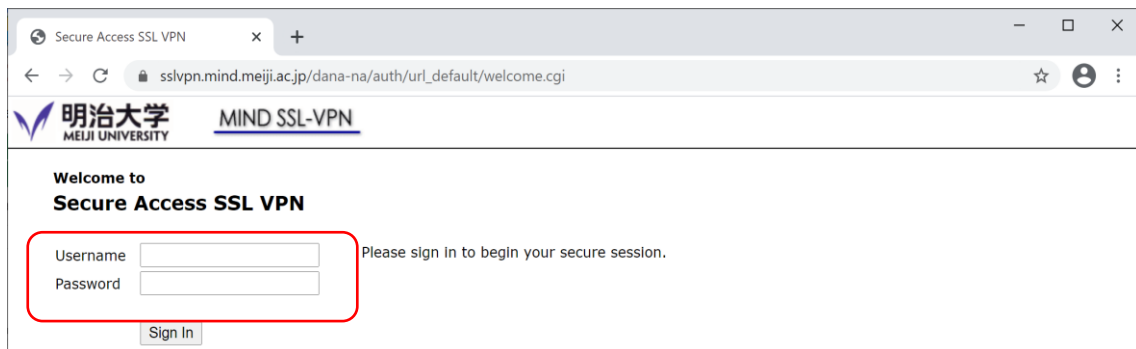 Secure Access SSL VPN
sslvpn.mind.meiji.ac.jp/dana-na/auth/url_default/welcome.cgi
明治大学 MIND SSL-VPN
MEIJI UNIVERSITY
Welcome to
Secure Access SSL VPN
Username Please sign in to begin your secure session.
Password
Sign In